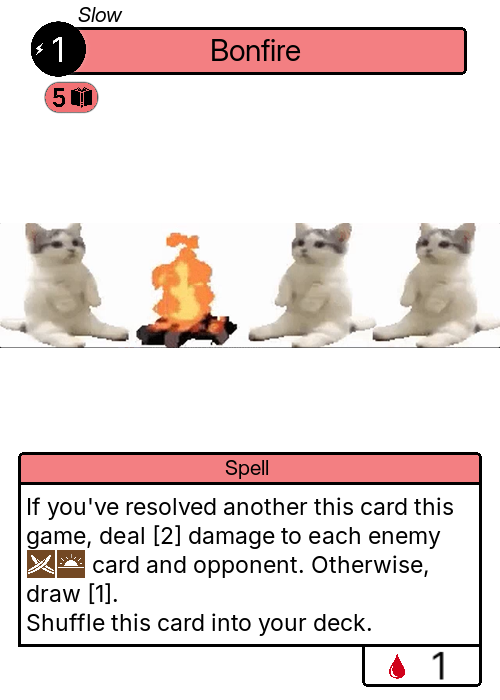 Slow
1
Bonfire
5
Spell
If you've resolved another this card this
game, deal [2] damage to each enemy
card and opponent. Otherwise,
draw [1].
Shuffle this card into your deck.
1